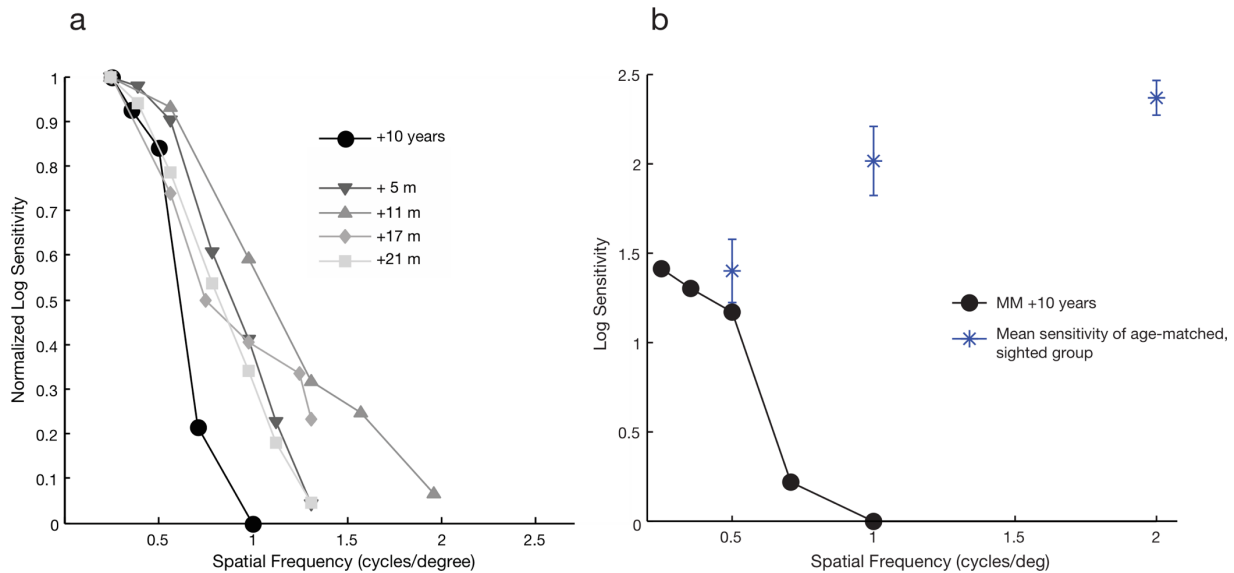 a
Normalized Log Sensitivity
1
0.9
0.8
0.7
0.6
0.5
0.4
0.3
0.2
0.1
0
0.5
1
1.5
2
2.5
Spatial Frequency (cycles/degree)
+10 years
+ 5 m
+11 m
+17 m
+21 m
b
Log Sensitivity
2.5
2
1.5
1
0.5
0
0.5
1
1.5
2
Spatial Frequency (cycles/deg)
MM +10 years
Mean sensitivity of age-matched,
sighted group